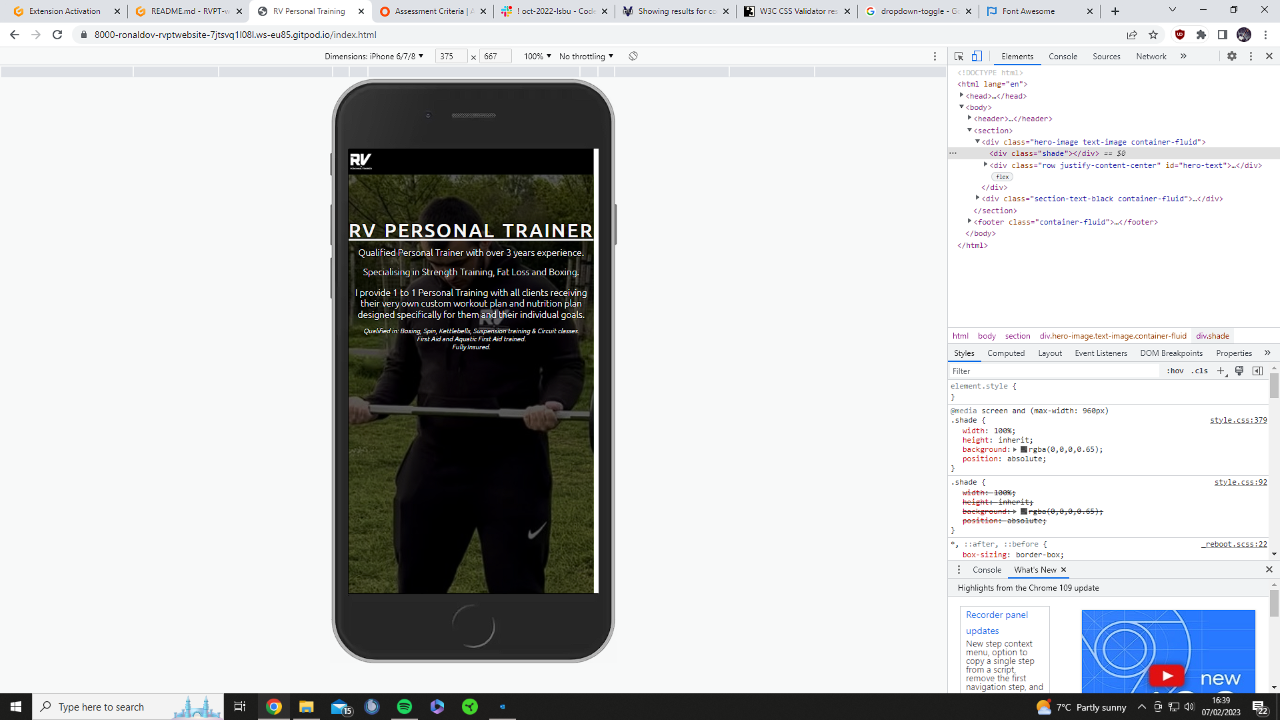 Extension Activation
README.md - RVPT-w
RV Personal Trainer
Assessment Criteria | A
! oct-2022-lsbu - Code
Showing results for cs
W3C CSS Validator res
dropdown-toggle - Go
Font Awesome
8000-ronaldov-rvptwebsite-7jtsvq1l08l.ws-eu85.gitpod.io/index.html
Dimensions: iPhone 6/7/8 375 x 667 100% No throttling
Elements Console Sources Network
<!DOCTYPE html>
<html lang="en">
<head>…</head>
<body>
<header>…</header>
<section>
<div class="hero-image text-image container-fluid">
<div class="shade"></div> == $0
<div class="row justify-content-center" id="hero-text">…</div>
flex
</div>
<div class="section-text-black container-fluid">…</div>
</section>
<footer class="container-fluid">…</footer>
</body>
</html>
RV
RV PERSONAL TRAINER
Qualified Personal Trainer with over 3 years experience.
Specialising in Strength Training, Fat Loss and Boxing.
I provide 1 to 1 Personal Training with all clients receiving
their very own custom workout plan and nutrition plan
designed specifically for them and their individual goals.
RV
Qualified in: Boxing, Spin, Kettlebells, Suspension training & Circuit classes.
First Aid and Aquatic First Aid trained.
Fully Insured.
html body section div.hero-image.text-image.container-fluid div.shade
Styles Computed Layout Event Listeners DOM Breakpoints Properties
Filter :hov .cls
element.style {
}
@media screen and (max-width: 960px)
.shade { style.css:379
width: 100%;
height: inherit;
background: rgba(0,0,0,0.65);
position: absolute;
}
.shade { style.css:92
width: 100%;
height: inherit;
background: rgba(0,0,0,0.65);
position: absolute;
}
*, ::after, ::before { _reboot.scss:22
box-sizing: border-box;
Console What's New
Highlights from the Chrome 109 update
Recorder panel
updates
New step context
menu, option to
copy a single step
from a script,
remove the first
navigation step, and
new
Type here to search
15
7°C Partly sunny
16:39
07/02/2023
22